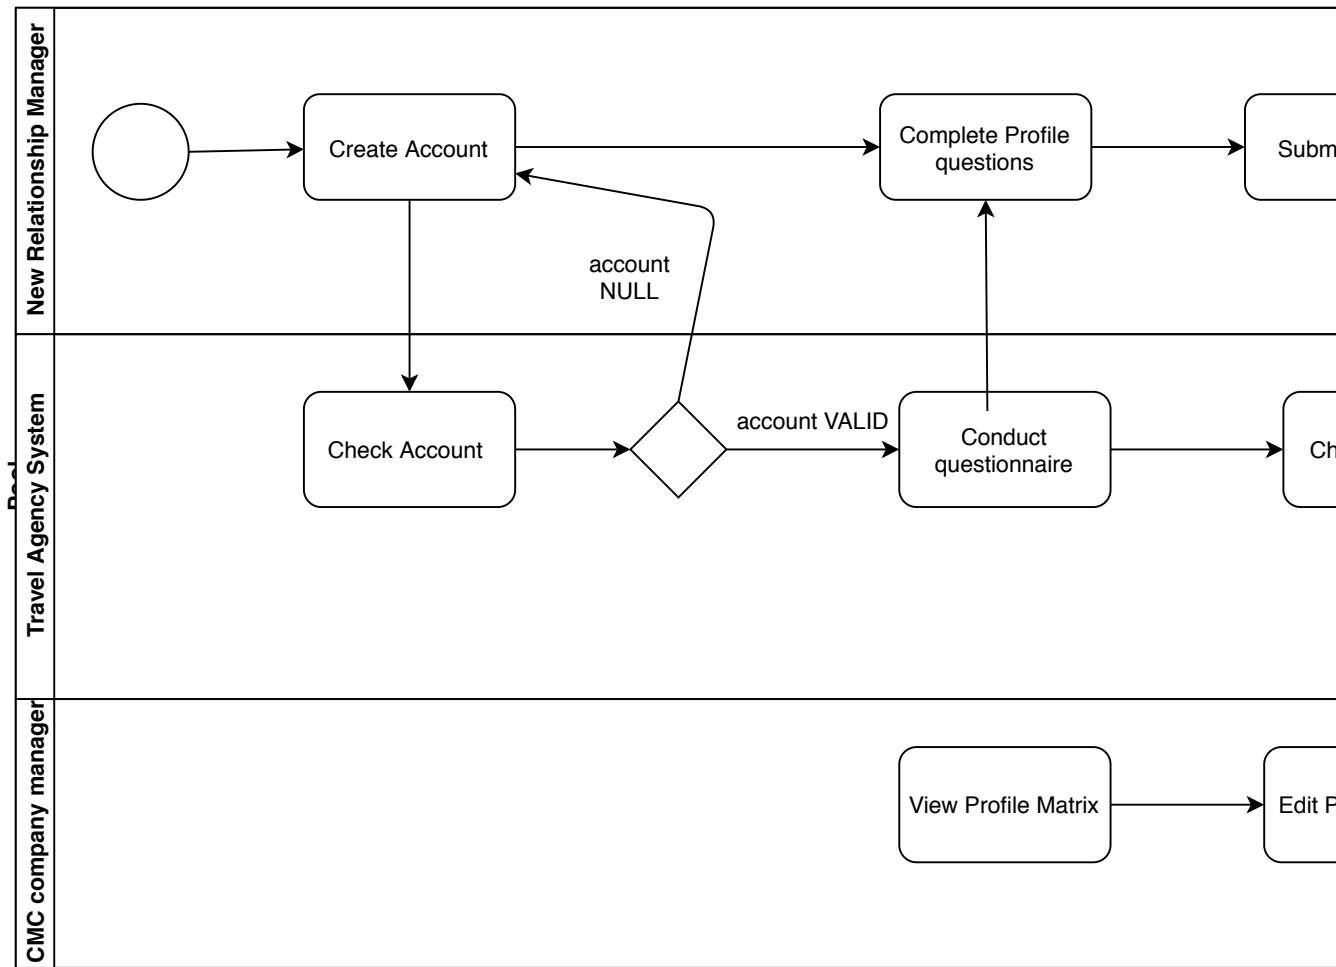 New Relationship Manager
Create Account
Complete Profile
questions
Subm
account
NULL
Travel Agency System
Check Account
account VALID
Conduct
questionnaire
Ch
CMC company manager
View Profile Matrix
Edit P